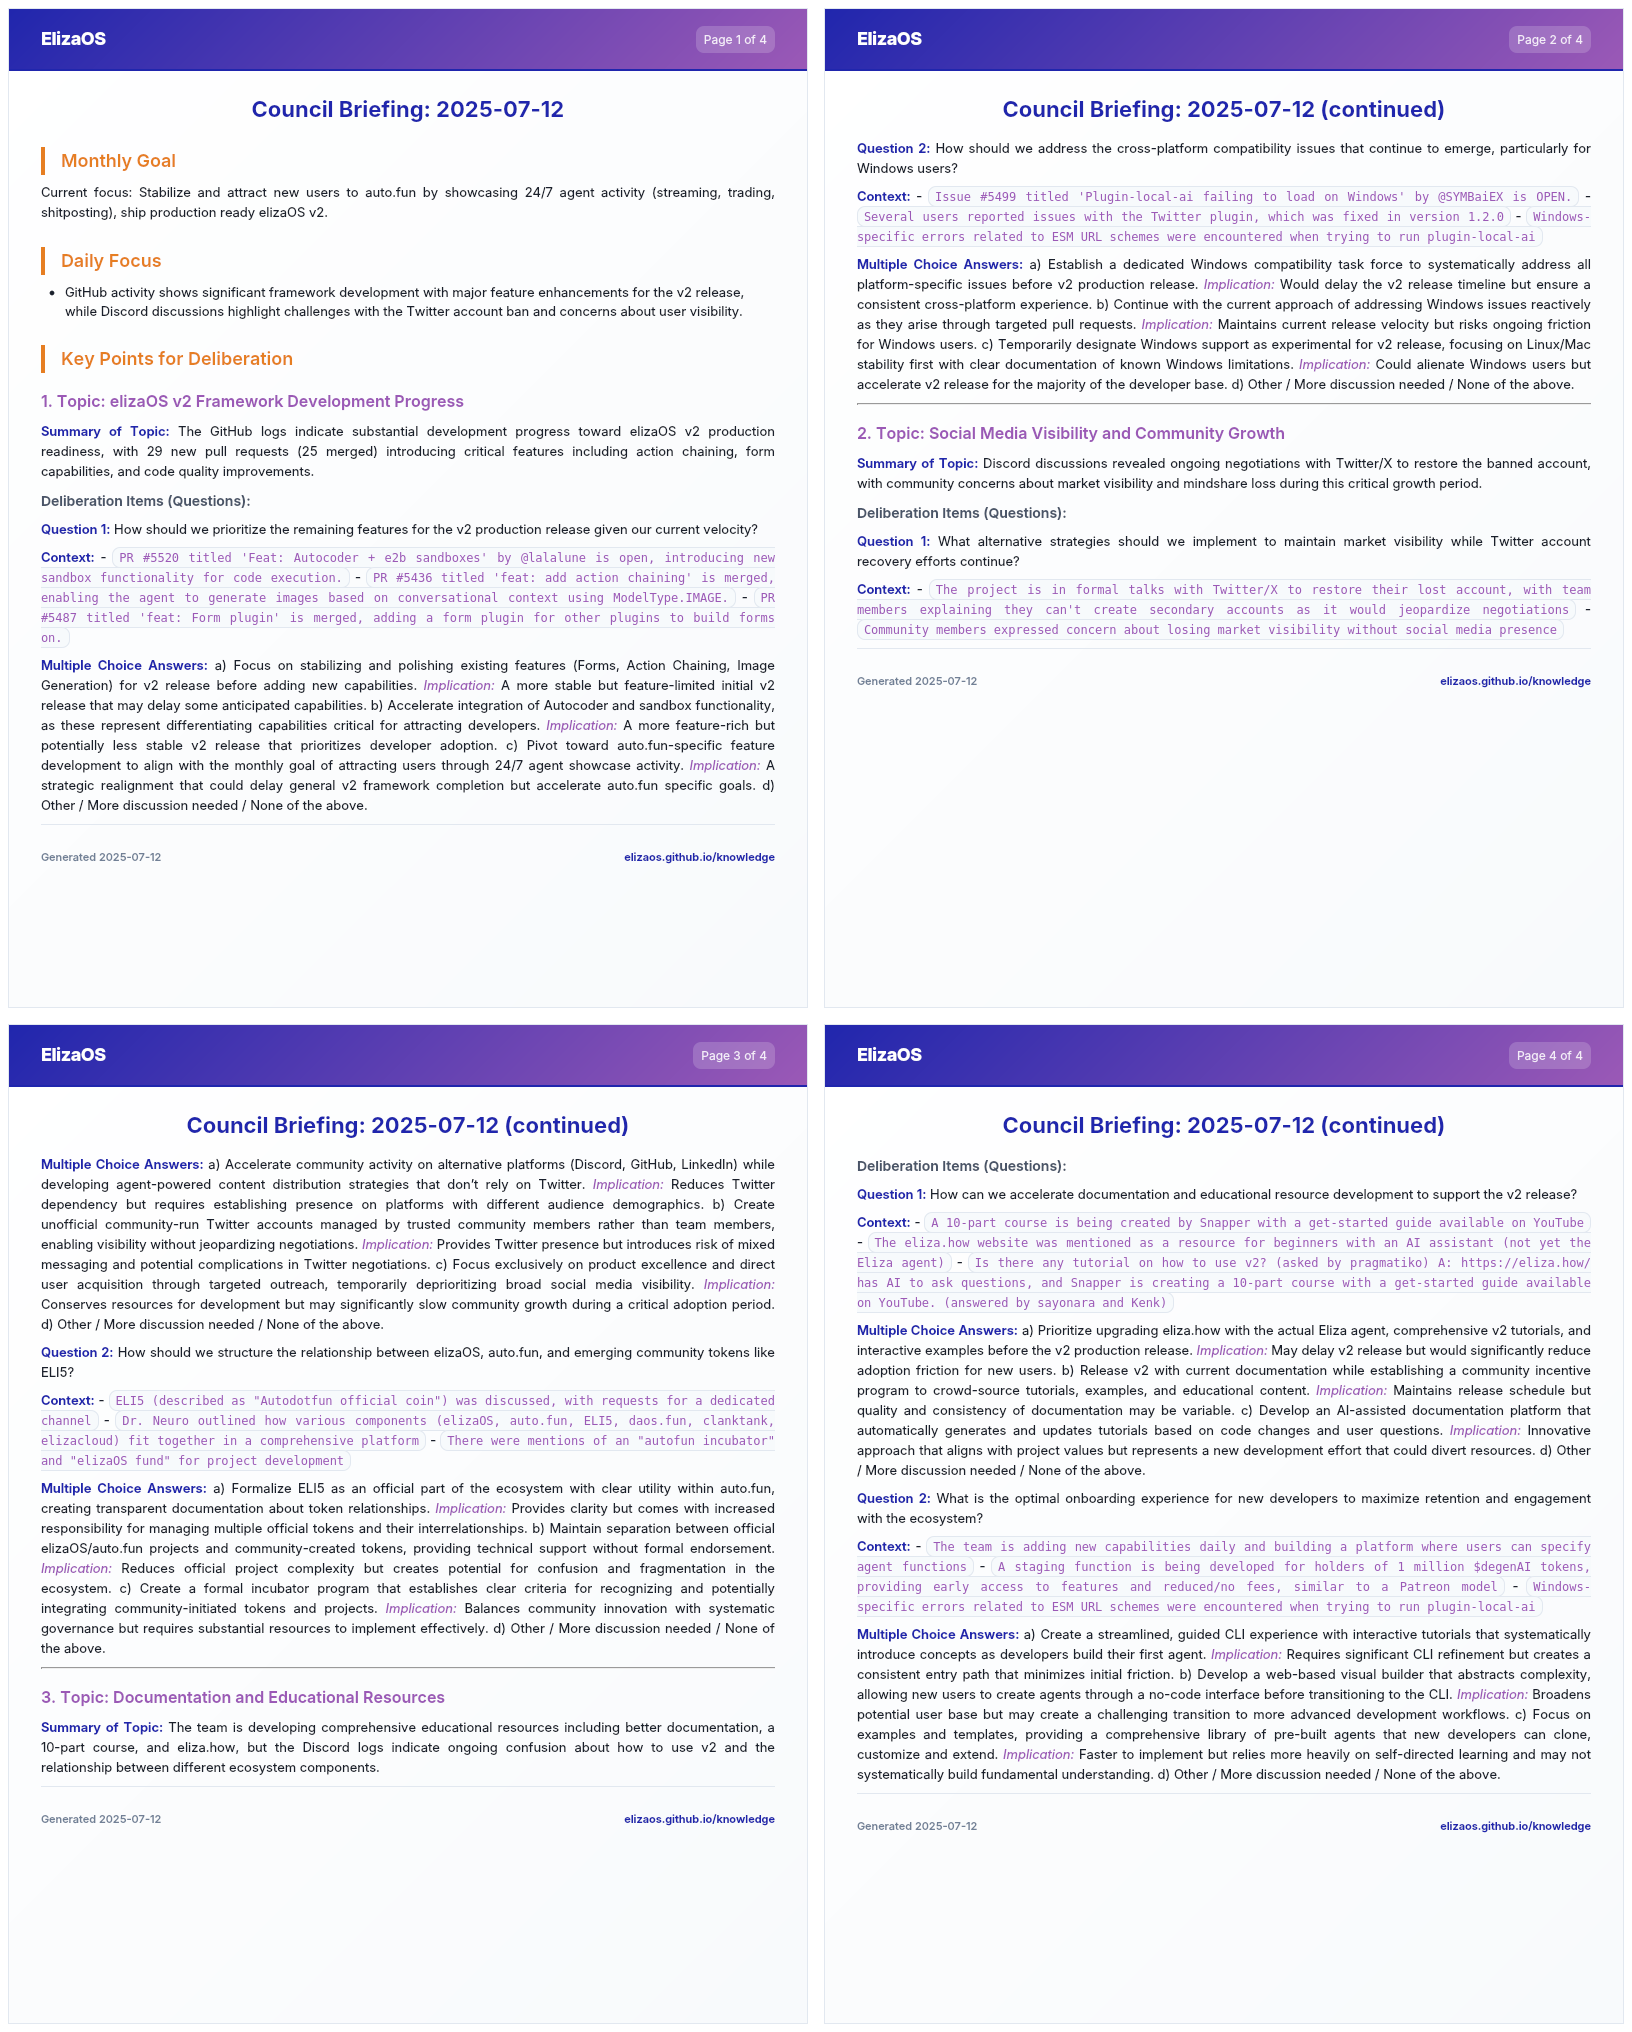 ElizaOS
Page 1 of 4
Council Briefing: 2025-07-12
Monthly Goal
Current focus: Stabilize and attract new users to auto.fun by showcasing 24/7 agent activity (streaming, trading,
shitposting), ship production ready elizaOS v2.
Daily Focus
• GitHub activity shows significant framework development with major feature enhancements for the v2 release,
while Discord discussions highlight challenges with the Twitter account ban and concerns about user visibility.
Key Points for Deliberation
1. Topic: elizaOS v2 Framework Development Progress
Summary of Topic: The GitHub logs indicate substantial development progress toward elizaOS v2 production
readiness, with 29 new pull requests (25 merged) introducing critical features including action chaining, form
capabilities, and code quality improvements.
Deliberation Items (Questions):
Question 1: How should we prioritize the remaining features for the v2 production release given our current velocity?
Context: - PR #5520 titled 'Feat: Autocoder + e2b sandboxes' by @lalalune is open, introducing new
sandbox functionality for code execution. - PR #5436 titled 'feat: add action chaining' is merged,
enabling the agent to generate images based on conversational context using ModelType.IMAGE. - PR
#5487 titled 'feat: Form plugin' is merged, adding a form plugin for other plugins to build forms
on.
Multiple Choice Answers: a) Focus on stabilizing and polishing existing features (Forms, Action Chaining, Image
Generation) for v2 release before adding new capabilities. Implication: A more stable but feature-limited initial v2
release that may delay some anticipated capabilities. b) Accelerate integration of Autocoder and sandbox functionality,
as these represent differentiating capabilities critical for attracting developers. Implication: A more feature-rich but
potentially less stable v2 release that prioritizes developer adoption. c) Pivot toward auto.fun-specific feature
development to align with the monthly goal of attracting users through 24/7 agent showcase activity. Implication: A
strategic realignment that could delay general v2 framework completion but accelerate auto.fun specific goals. d)
Other / More discussion needed / None of the above.
Generated 2025-07-12
elizaos.github.io/knowledge
ElizaOS
Page 2 of 4
Council Briefing: 2025-07-12 (continued)
Question 2: How should we address the cross-platform compatibility issues that continue to emerge, particularly for
Windows users?
Context: - Issue #5499 titled 'Plugin-local-ai failing to load on Windows' by @SYMBaiEX is OPEN. -
Several users reported issues with the Twitter plugin, which was fixed in version 1.2.0 - Windows-
specific errors related to ESM URL schemes were encountered when trying to run plugin-local-ai
Multiple Choice Answers: a) Establish a dedicated Windows compatibility task force to systematically address all
platform-specific issues before v2 production release. Implication: Would delay the v2 release timeline but ensure a
consistent cross-platform experience. b) Continue with the current approach of addressing Windows issues reactively
as they arise through targeted pull requests. Implication: Maintains current release velocity but risks ongoing friction
for Windows users. c) Temporarily designate Windows support as experimental for v2 release, focusing on Linux/Mac
stability first with clear documentation of known Windows limitations. Implication: Could alienate Windows users but
accelerate v2 release for the majority of the developer base. d) Other / More discussion needed / None of the above.
2. Topic: Social Media Visibility and Community Growth
Summary of Topic: Discord discussions revealed ongoing negotiations with Twitter/X to restore the banned account,
with community concerns about market visibility and mindshare loss during this critical growth period.
Deliberation Items (Questions):
Question 1: What alternative strategies should we implement to maintain market visibility while Twitter account
recovery efforts continue?
Context: - The project is in formal talks with Twitter/X to restore their lost account, with team
members explaining they can't create secondary accounts as it would jeopardize negotiations -
Community members expressed concern about losing market visibility without social media presence
Generated 2025-07-12
elizaos.github.io/knowledge
ElizaOS
Page 3 of 4
Council Briefing: 2025-07-12 (continued)
Multiple Choice Answers: a) Accelerate community activity on alternative platforms (Discord, GitHub, LinkedIn) while
developing agent-powered content distribution strategies that don't rely on Twitter. Implication: Reduces Twitter
dependency but requires establishing presence on platforms with different audience demographics. b) Create
unofficial community-run Twitter accounts managed by trusted community members rather than team members,
enabling visibility without jeopardizing negotiations. Implication: Provides Twitter presence but introduces risk of mixed
messaging and potential complications in Twitter negotiations. c) Focus exclusively on product excellence and direct
user acquisition through targeted outreach, temporarily deprioritizing broad social media visibility. Implication:
Conserves resources for development but may significantly slow community growth during a critical adoption period.
d) Other / More discussion needed / None of the above.
Question 2: How should we structure the relationship between elizaOS, auto.fun, and emerging community tokens like
ELI5?
Context: - ELI5 (described as "Autodotfun official coin") was discussed, with requests for a dedicated
channel - Dr. Neuro outlined how various components (elizaOS, auto.fun, ELI5, daos.fun, clanktank,
elizacloud) fit together in a comprehensive platform - There were mentions of an "autofun incubator"
and "elizaOS fund" for project development
Multiple Choice Answers: a) Formalize ELI5 as an official part of the ecosystem with clear utility within auto.fun,
creating transparent documentation about token relationships. Implication: Provides clarity but comes with increased
responsibility for managing multiple official tokens and their interrelationships. b) Maintain separation between official
elizaOS/auto.fun projects and community-created tokens, providing technical support without formal endorsement.
Implication: Reduces official project complexity but creates potential for confusion and fragmentation in the
ecosystem. c) Create a formal incubator program that establishes clear criteria for recognizing and potentially
integrating community-initiated tokens and projects. Implication: Balances community innovation with systematic
governance but requires substantial resources to implement effectively. d) Other / More discussion needed / None of
the above.
3. Topic: Documentation and Educational Resources
Summary of Topic: The team is developing comprehensive educational resources including better documentation, a
10-part course, and eliza.how, but the Discord logs indicate ongoing confusion about how to use v2 and the
relationship between different ecosystem components.
Generated 2025-07-12
elizaos.github.io/knowledge
ElizaOS
Page 4 of 4
Council Briefing: 2025-07-12 (continued)
Deliberation Items (Questions):
Question 1: How can we accelerate documentation and educational resource development to support the v2 release?
Context: - A 10-part course is being created by Snapper with a get-started guide available on YouTube
- The eliza.how website was mentioned as a resource for beginners with an AI assistant (not yet the
Eliza agent) - Is there any tutorial on how to use v2? (asked by pragmatiko) A: https://eliza.how/
has AI to ask questions, and Snapper is creating a 10-part course with a get-started guide available
on YouTube. (answered by sayonara and Kenk)
Multiple Choice Answers: a) Prioritize upgrading eliza.how with the actual Eliza agent, comprehensive v2 tutorials, and
interactive examples before the v2 production release. Implication: May delay v2 release but would significantly reduce
adoption friction for new users. b) Release v2 with current documentation while establishing a community incentive
program to crowd-source tutorials, examples, and educational content. Implication: Maintains release schedule but
quality and consistency of documentation may be variable. c) Develop an AI-assisted documentation platform that
automatically generates and updates tutorials based on code changes and user questions. Implication: Innovative
approach that aligns with project values but represents a new development effort that could divert resources. d) Other
/ More discussion needed / None of the above.
Question 2: What is the optimal onboarding experience for new developers to maximize retention and engagement
with the ecosystem?
Context: - The team is adding new capabilities daily and building a platform where users can specify
agent functions - A staging function is being developed for holders of 1 million $degenAI tokens,
providing early access to features and reduced/no fees, similar to a Patreon model - Windows-
specific errors related to ESM URL schemes were encountered when trying to run plugin-local-ai
Multiple Choice Answers: a) Create a streamlined, guided CLI experience with interactive tutorials that systematically
introduce concepts as developers build their first agent. Implication: Requires significant CLI refinement but creates a
consistent entry path that minimizes initial friction. b) Develop a web-based visual builder that abstracts complexity,
allowing new users to create agents through a no-code interface before transitioning to the CLI. Implication: Broadens
potential user base but may create a challenging transition to more advanced development workflows. c) Focus on
examples and templates, providing a comprehensive library of pre-built agents that new developers can clone,
customize and extend. Implication: Faster to implement but relies more heavily on self-directed learning and may not
systematically build fundamental understanding. d) Other / More discussion needed / None of the above.
Generated 2025-07-12
elizaos.github.io/knowledge